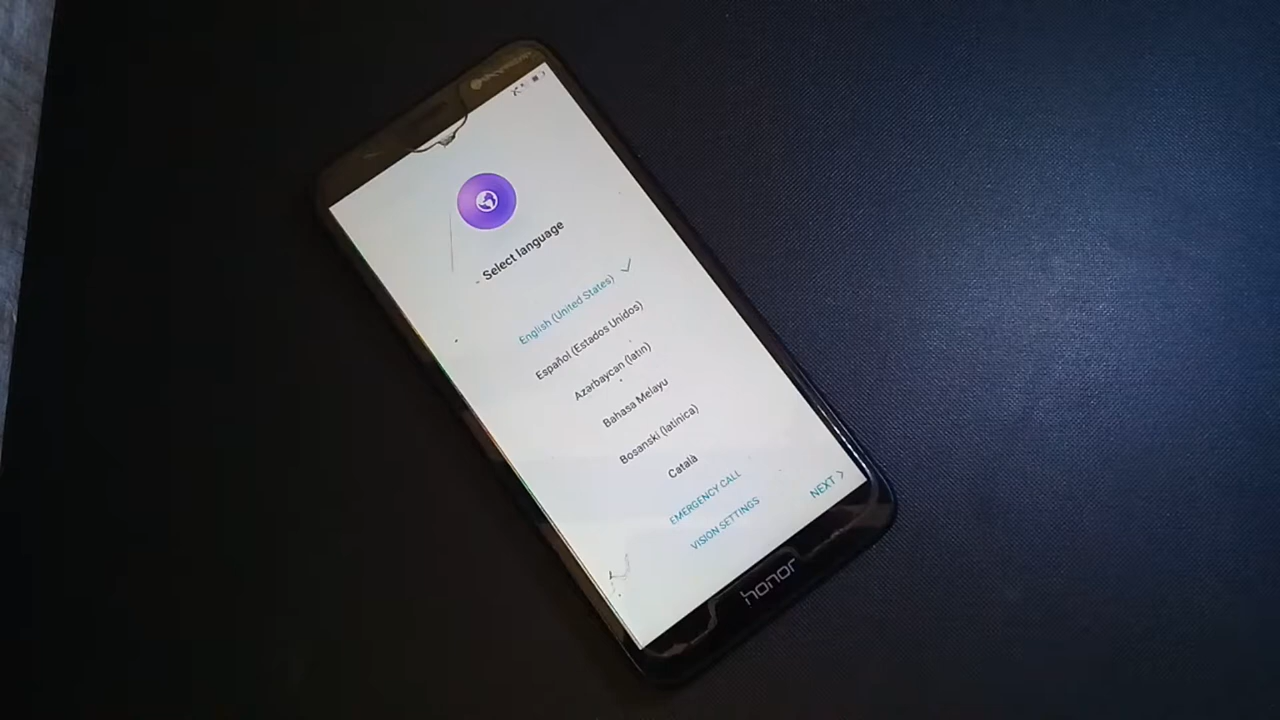 Select language
English (United States)
Español (Estados Unidos)
Azərbaycan (latın)
Bahasa Melayu
Bosanski (latinica)
Català
EMERGENCY CALL
VISION SETTINGS
NEXT
honor